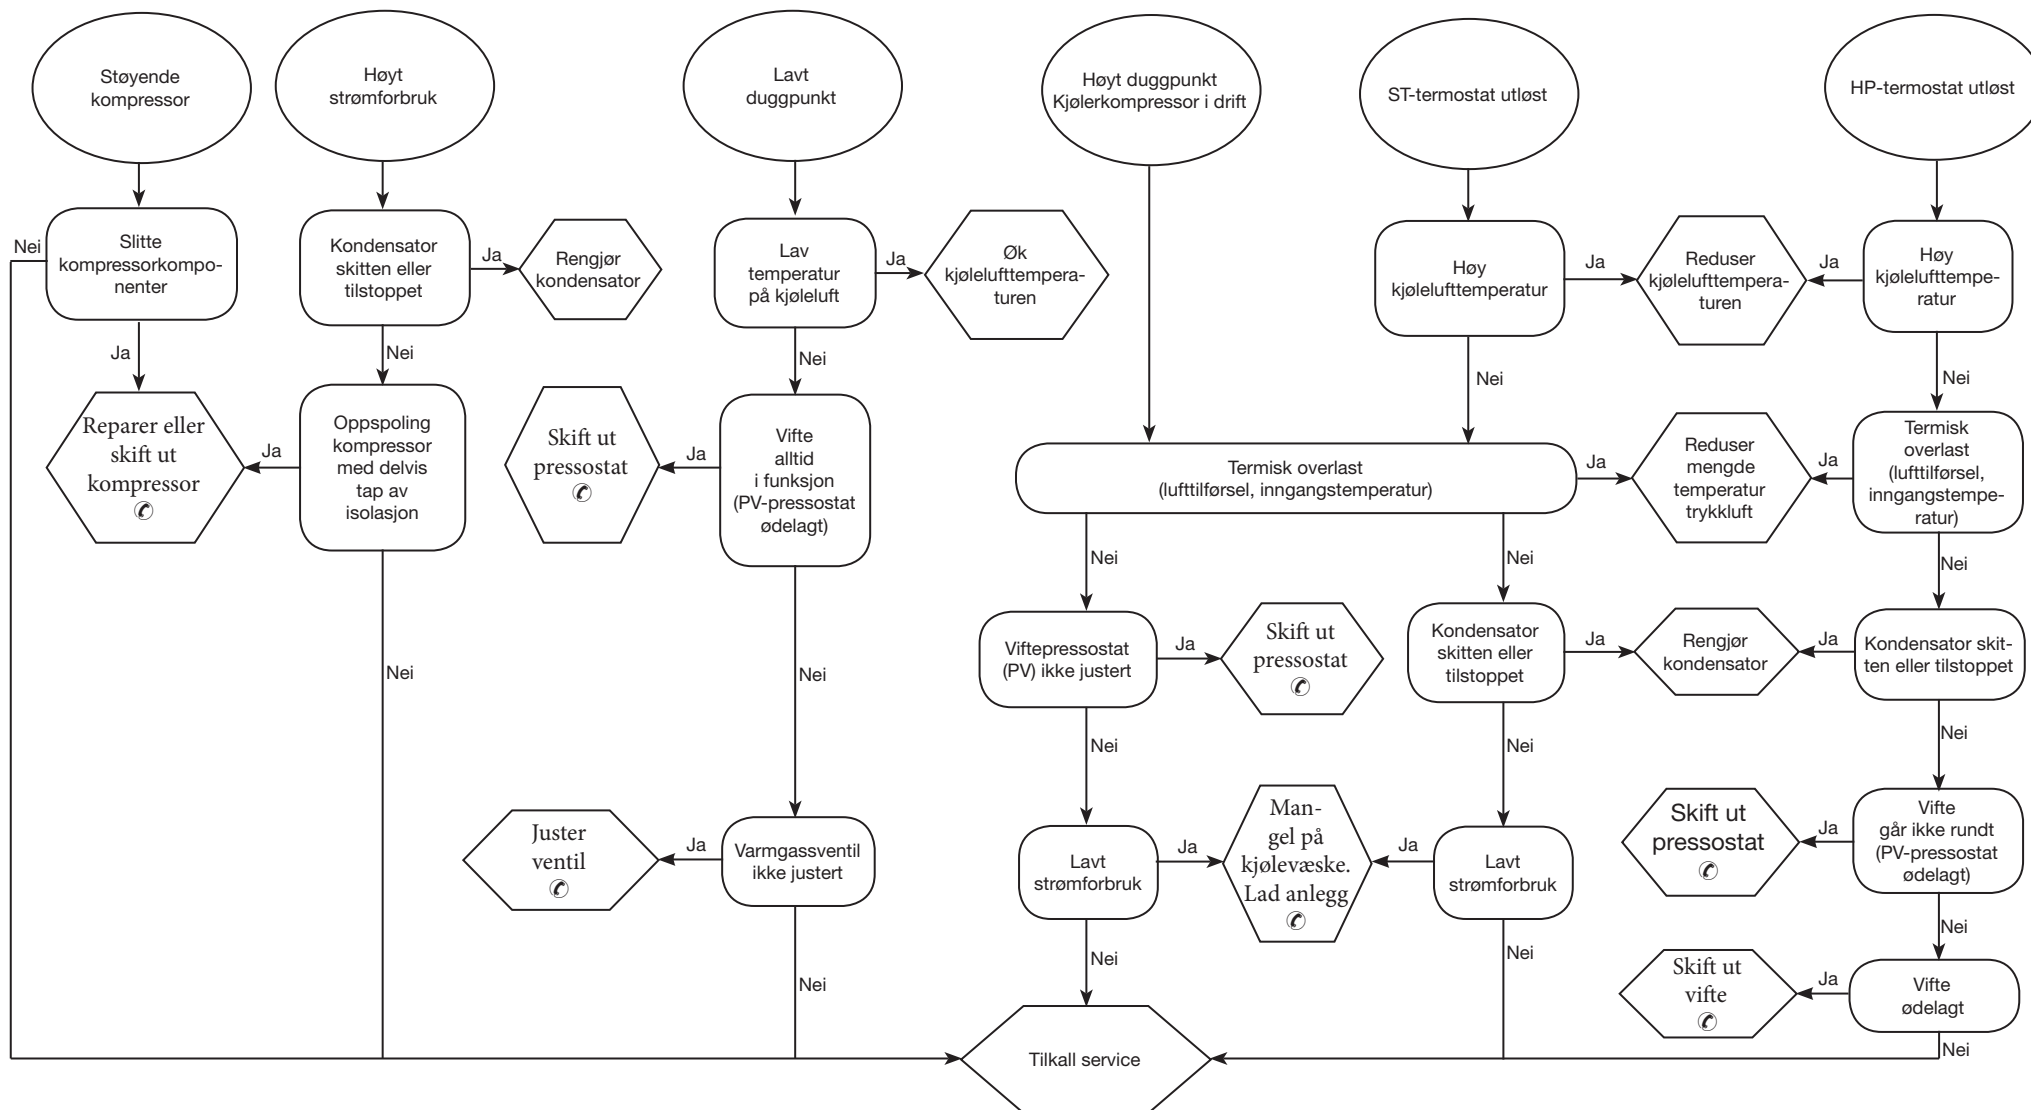 Støyende
kompressor
Høyt
strømforbruk
Lavt
duggpunkt
Høyt duggpunkt
Kjølerkompressor i drift
ST-termostat utløst
HP-termostat utløst
Nei
Slitte
kompressorkompo-
nenter
Ja
Reparer eller
skift ut
kompressor
✆
Kondensator
skitten eller
tilstoppet
Ja
Rengjør
kondensator
Nei
Oppspoling
kompressor
med delvis
tap av
isolasjon
Ja
Nei
Lav
temperatur
på kjøleluft
Ja
Øk
kjølelufttempera-
turen
Nei
Vifte
alltid
i funksjon
(PV-pressostat
ødelagt)
Ja
Skift ut
pressostat
✆
Nei
Varmgassventil
ikke justert
Ja
Juster
ventil
✆
Nei
Høy
kjølelufttemperatur
Ja
Reduser
kjølelufttempera-
turen
Ja
Høy
kjølelufttempe-
ratur
Nei
Nei
Termisk overlast
(lufttilførsel, inngangstemperatur)
Ja
Reduser
mengde
temperatur
trykkluft
Ja
Termisk
overlast
(lufttilførsel,
inngangstempe-
ratur)
Nei
Nei
Nei
Viftepressostat
(PV) ikke justert
Ja
Skift ut
pressostat
✆
Kondensator
skitten eller
tilstoppet
Ja
Rengjør
kondensator
Ja
Kondensator skit-
ten eller tilstoppet
Nei
Nei
Nei
Lavt
strømforbruk
Ja
Man-
gel på
kjølevæske.
Lad anlegg
✆
Ja
Lavt
strømforbruk
Skift ut
pressostat
✆
Ja
Vifte
går ikke rundt
(PV-pressostat
ødelagt)
Nei
Nei
Nei
Skift ut
vifte
✆
Ja
Vifte
ødelagt
Nei
Tilkall service